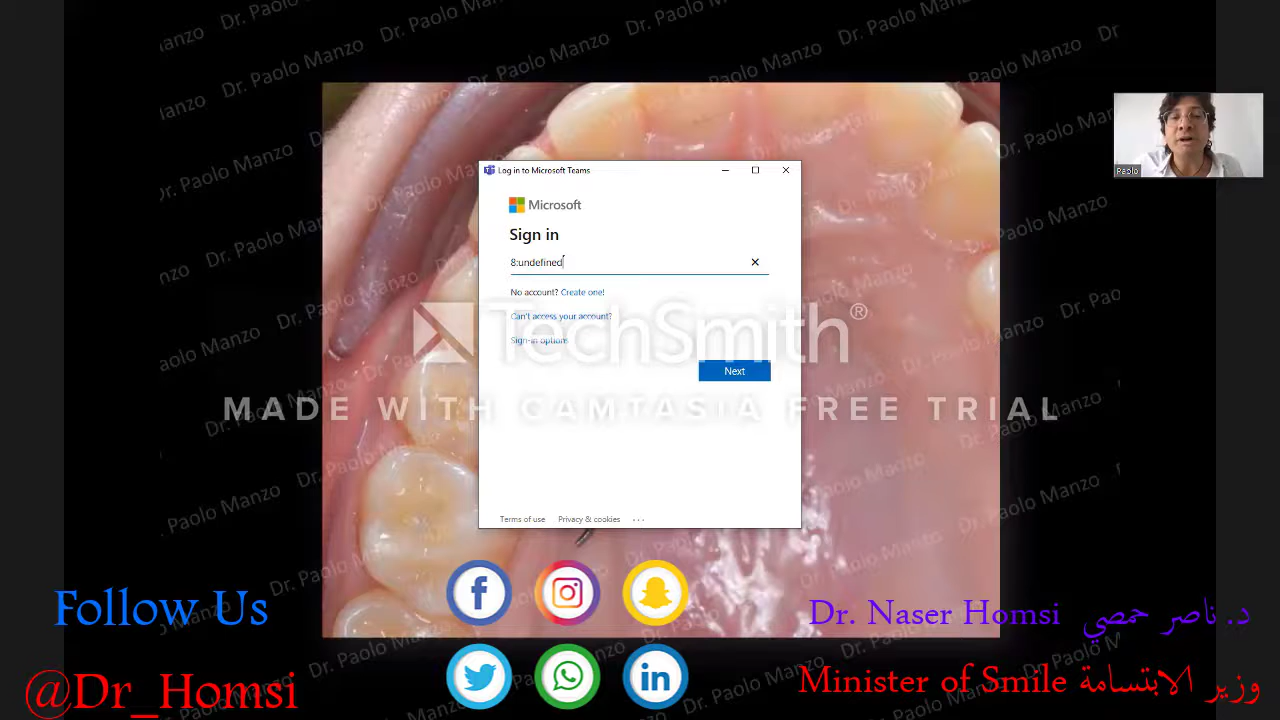 Dr. Paolo Manzo
Log in to Microsoft Teams
Microsoft
Sign in
8:undefined
No account? Create one!
Can't access your account?
Sign-in options
Next
Terms of use
Privacy & cookies
Paolo
TechSmith®
MADE WITH CAMTASIA FREE TRIAL
Follow Us
@Dr_Homsi
Dr. Naser Homsi د. ناصر حمصي
Minister of Smile وزير الابتسامة